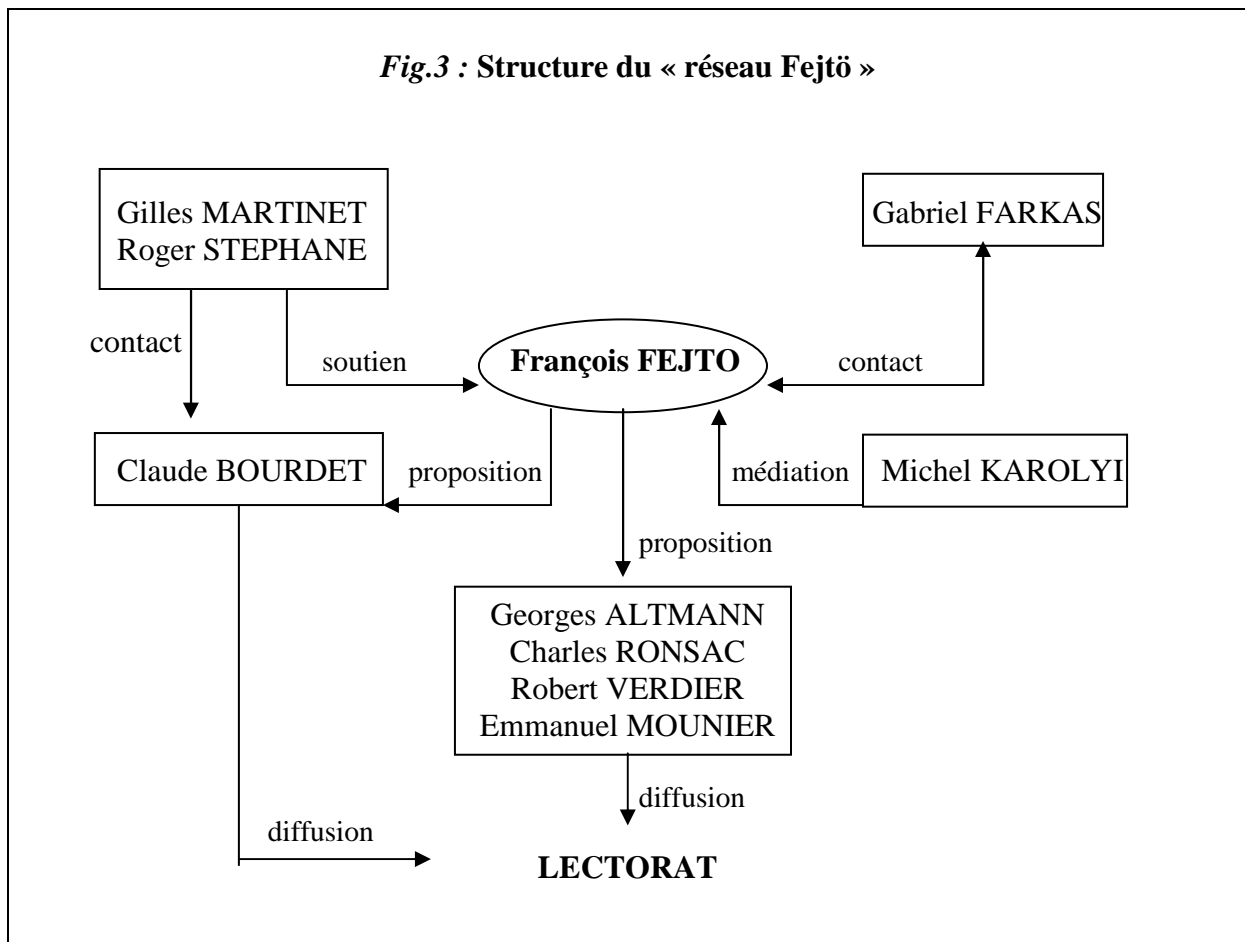 Fig.3 : Structure du « réseau Fejtö »
Gilles MARTINET
Roger STEPHANE
Gabriel FARKAS
contact
soutien
François FEJTO
contact
Claude BOURDET
proposition
médiation
Michel KAROLYI
proposition
Georges ALTMANN
Charles RONSAC
Robert VERDIER
Emmanuel MOUNIER
diffusion
diffusion
LECTORAT